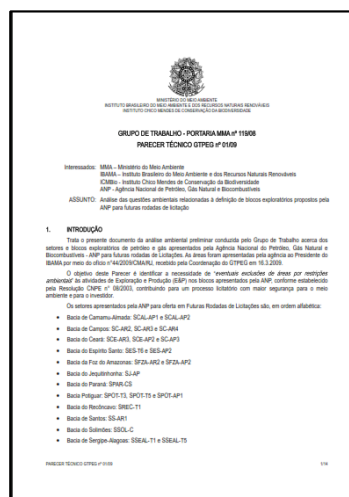 MINISTÉRIO DO MEIO AMBIENTE
INSTITUTO BRASILEIRO DO MEIO AMBIENTE E DOS RECURSOS NATURAIS RENOVÁVEIS
INSTITUTO CHICO MENDES DE CONSERVAÇÃO DA BIODIVERSIDADE
GRUPO DE TRABALHO - PORTARIA MMA nº 119/08
PARECER TÉCNICO GTPEG nº 01/09
Interessados: MMA – Ministério do Meio Ambiente
IBAMA – Instituto Brasileiro do Meio Ambiente e dos Recursos Naturais Renováveis
ICMBio - Instituto Chico Mendes de Conservação da Biodiversidade
ANP - Agência Nacional de Petróleo, Gás Natural e Biocombustíveis
ASSUNTO: Análise das questões ambientais relacionadas à definição de blocos exploratórios propostos pela
ANP para futuras rodadas de licitação
1. INTRODUÇÃO
Trata o presente documento da análise ambiental preliminar conduzida pelo Grupo de Trabalho acerca dos
setores e blocos exploratórios de petróleo e gás apresentados pela Agência Nacional do Petróleo, Gás Natural e
Biocombustíveis - ANP para futuras Rodadas de Licitação. As áreas foram apresentadas pela agência ao Presidente do
IBAMA por meio do ofício nº44/2009/CMA/RJ, recebido pela Coordenação do GTPEG em 16.3.2009.
O objetivo deste Parecer é identificar a necessidade de "eventuais exclusões de áreas por restrições
ambientais" às atividades de Exploração e Produção (E&P) nos blocos apresentados pela ANP, conforme estabelecido
pela Resolução CNPE nº 08/2003, contribuindo para um processo licitatório com maior segurança para o meio
ambiente e para o investidor.
Os setores apresentados pela ANP para oferta em Futuras Rodadas de Licitações são, em ordem alfabética:
• Bacia de Camamu-Almada: SCAL-AP1 e SCAL-AP2
• Bacia de Campos: SC-AR2, SC-AR3 e SC-AR4
• Bacia do Ceará: SCE-AR3, SCE-AP2 e SC-AP3
• Bacia do Espírito Santo: SES-T6 e SES-AP2
• Bacia da Foz do Amazonas: SFZA-AR2 e SFZA-AP2
• Bacia do Jequitinhonha: SJ-AP
• Bacia do Paraná: SPAR-CS
• Bacia Potiguar: SPOT-T3, SPOT-T5 e SPOT-AP1
• Bacia do Recôncavo: SREC-T1
• Bacia de Santos: SS-AR1
• Bacia do Solimões: SSOL-C
• Bacia de Sergipe-Alagoas: SSEAL-T1 e SSEAL-T5
PARECER TÉCNICO GTPEG nº 01/09 1/14